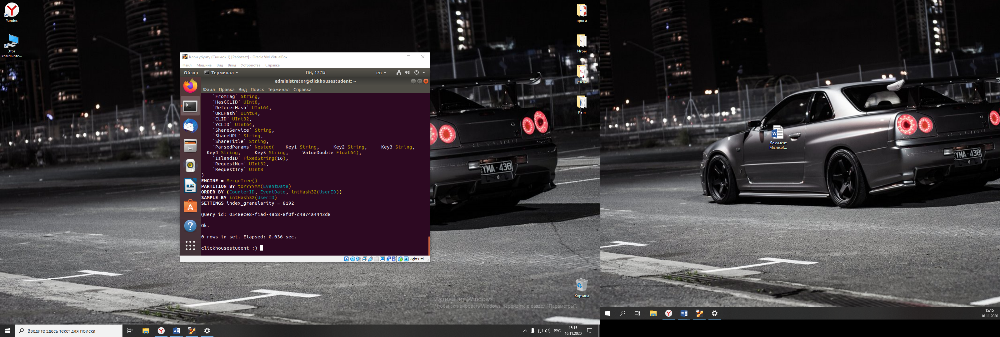 Yandex
Этот
компьюте...
проги
Игры
учеба
Катя
Клон убунту (Снимок 1) [Работает] - Oracle VM VirtualBox
Файл Машина Вид Ввод Устройства Справка
Обзор Терминал Пн, 17:15 en
administrator@clickhousestudent: ~
Файл Правка Вид Поиск Терминал Справка
`FromTag` String,
`HasGCLID` UInt8,
`RefererHash` UInt64,
`URLHash` UInt64,
`CLID` UInt32,
`YCLID` UInt64,
`ShareService` String,
`ShareURL` String,
`ShareTitle` String,
`ParsedParams` Nested( Key1 String, Key2 String, Key3 String,
Key4 String, Key5 String, ValueDouble Float64),
`IslandID` FixedString(16),
`RequestNum` UInt32,
`RequestTry` UInt8
)
ENGINE = MergeTree()
PARTITION BY toYYYYMM(EventDate)
ORDER BY (CounterID, EventDate, intHash32(UserID))
SAMPLE BY intHash32(UserID)
SETTINGS index_granularity = 8192
Query id: 0548ece8-f1ad-48b8-8f0f-c4874a4442d8
Ok.
0 rows in set. Elapsed: 0.036 sec.
clickhousestudent :)
Right Ctrl
YMA·438
SKYLINE
Корзина
Активация Windows
Чтобы активировать Windows, перейдите в раздел "Параметры".
Введите здесь текст для поиска
РУС
15:15
16.11.2020
Документ
Microsof...
YMA·438
15:15
16.11.2020